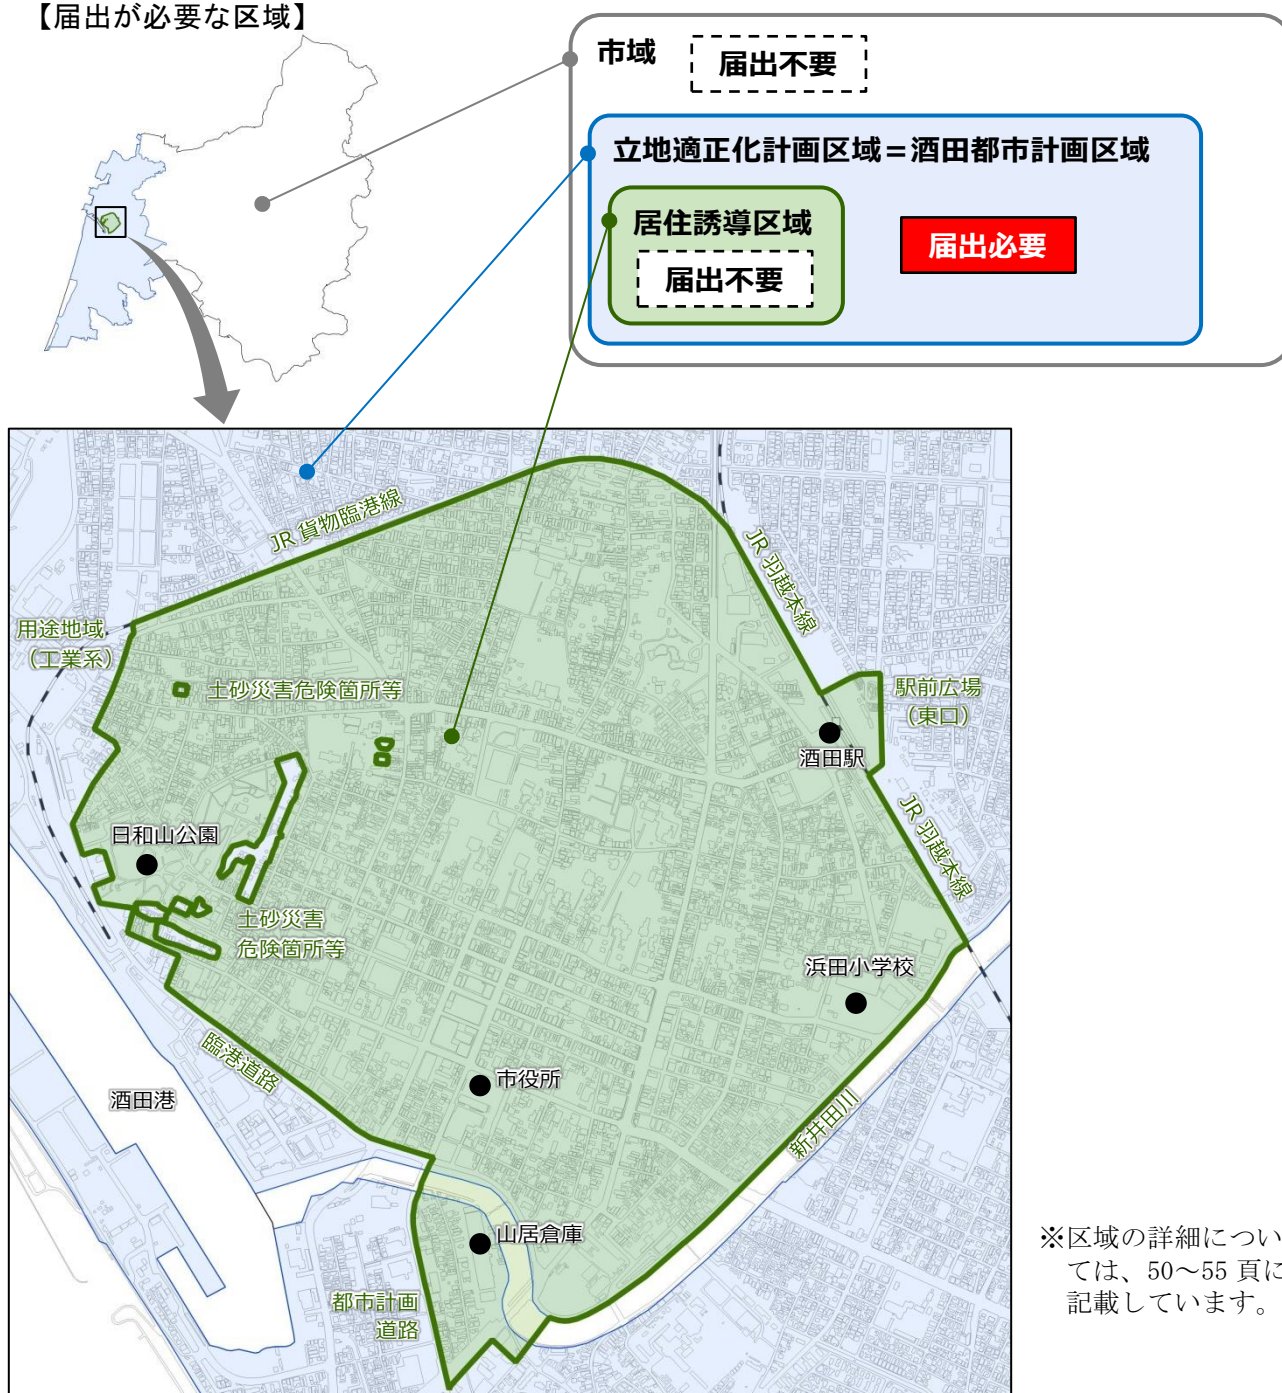 【届出が必要な区域】
市域
届出不要
立地適正化計画区域＝酒田都市計画区域
居住誘導区域
届出不要
届出必要
JR 貨物臨港線
JR 羽越本線
用途地域
（工業系）
土砂災害危険箇所等
駅前広場
（東口）
酒田駅
JR 羽越本線
日和山公園
土砂災害
危険箇所等
浜田小学校
臨港道路
市役所
酒田港
新井田川
山居倉庫
都市計画
道路
※区域の詳細につい
ては、50～55 頁に
記載しています。